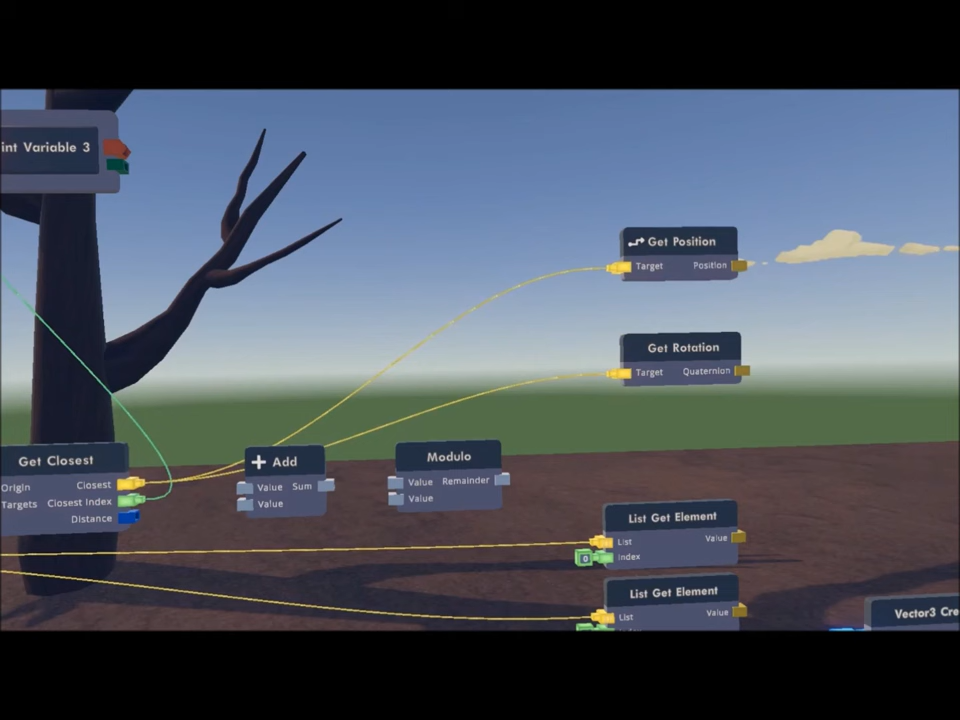 int Variable 3
Get Position
Target Position
Get Rotation
Target Quaternion
Get Closest
Origin Closest
Targets Closest Index
Distance
Add
Value Sum
Value
Modulo
Value Remainder
Value
List Get Element
List Value
0 Index
List Get Element
List Value
Vector3 Cre